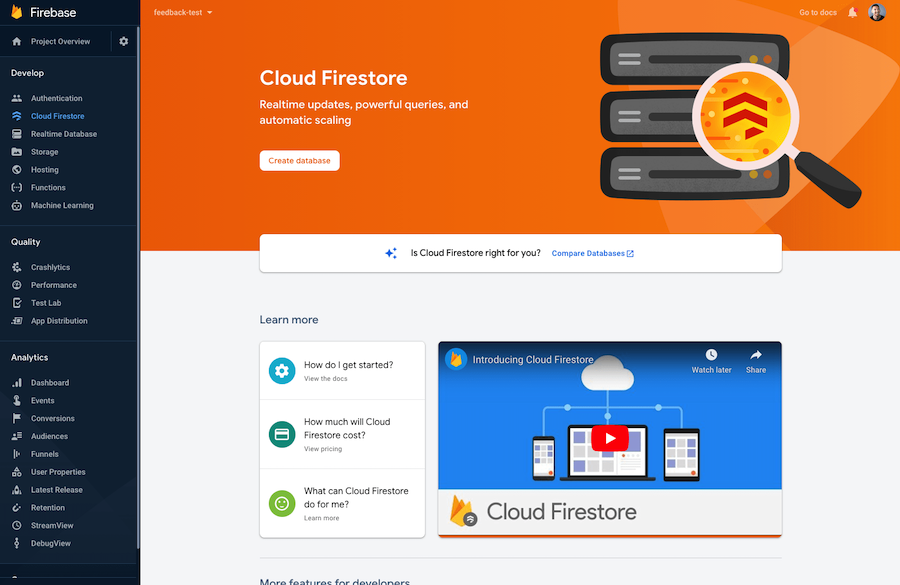 Firebase
feedback-test
Go to docs
Project Overview
Develop
Authentication
Cloud Firestore
Realtime Database
Storage
Hosting
Functions
Machine Learning
Quality
Crashlytics
Performance
Test Lab
App Distribution
Analytics
Dashboard
Events
Conversions
Audiences
Funnels
User Properties
Latest Release
Retention
StreamView
DebugView
Cloud Firestore
Realtime updates, powerful queries, and
automatic scaling
Create database
Is Cloud Firestore right for you? Compare Databases
Learn more
How do I get started?
View the docs
How much will Cloud
Firestore cost?
View pricing
What can Cloud Firestore
do for me?
Learn more
Introducing Cloud Firestore
Watch later
Share
Cloud Firestore
More features for developers